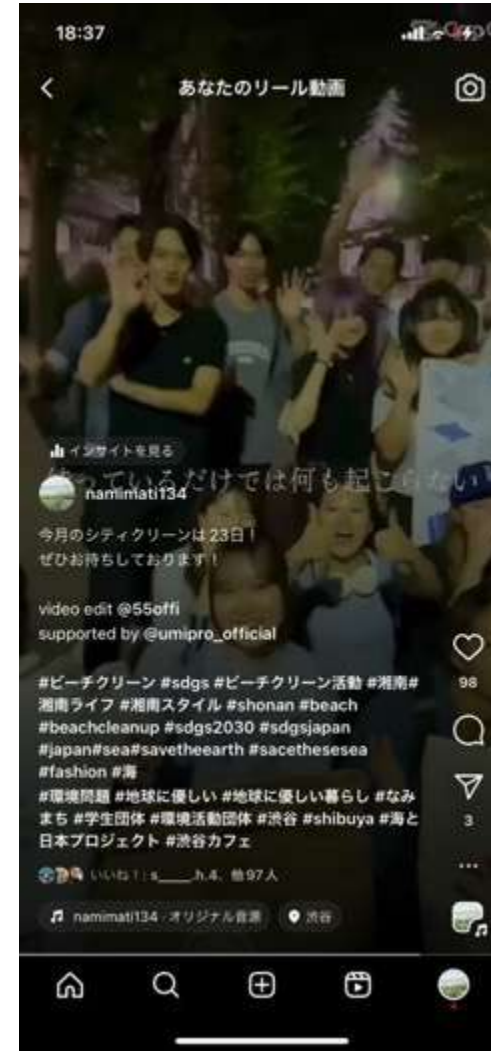 18:37
あなたのリール動画
インサイトを見る
待っているだけでは何も起こらない
namimati134
今月のシティクリーンは23日！
ぜひお待ちしております！
video edit @55offi
supported by @umipro_official
#ビーチクリーン #sdgs #ビーチクリーン活動 #湘南#
湘南ライフ #湘南スタイル #shonan #beach
#beachcleanup #sdgs2030 #sdgsjapan
#japan#sea#savetheearth #sacethesesea
#fashion #海
#環境問題 #地球に優しい #地球に優しい暮らし #なみ
まち #学生団体 #環境活動団体 #渋谷 #shibuya #海と
日本プロジェクト #渋谷カフェ
いいね！: s____.h.4、他97人
namimati134・オリジナル音源
渋谷
98
3